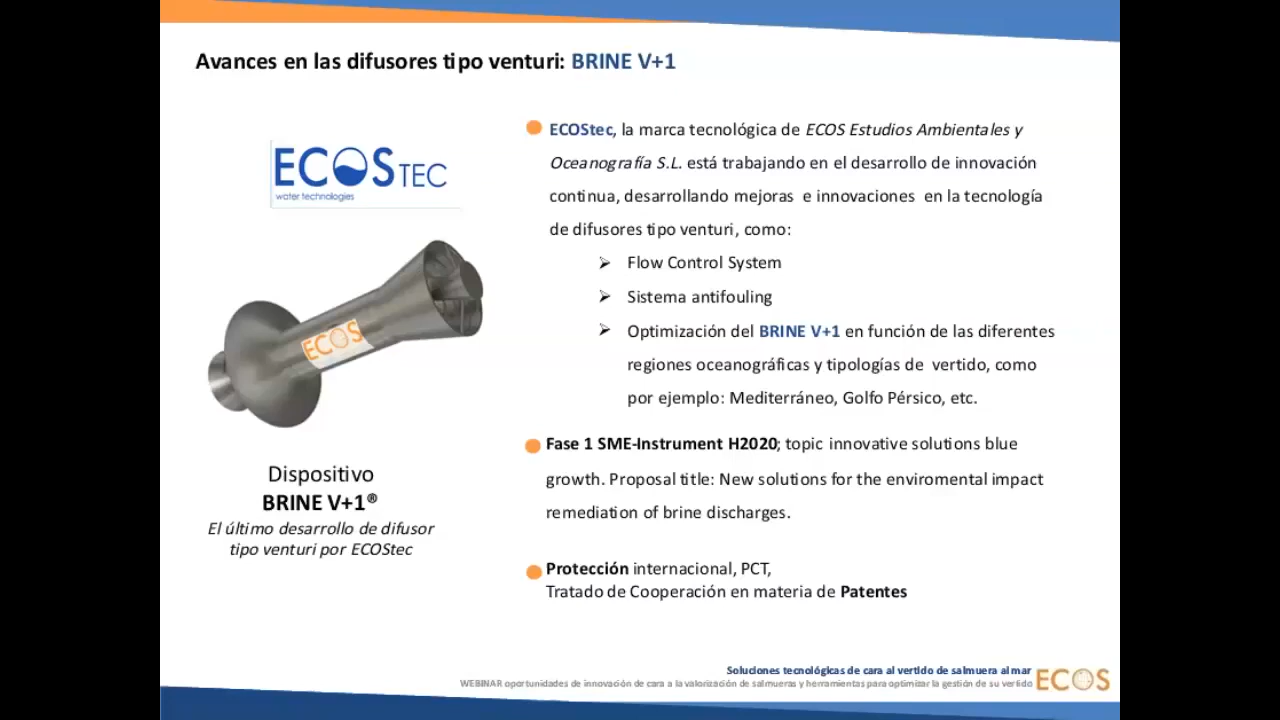 Avances en las difusores tipo venturi: BRINE V+1
ECOSTEC
water technologies
ECOS
Dispositivo
BRINE V+1®
El último desarrollo de difusor
tipo venturi por ECOStec
ECOStec, la marca tecnológica de ECOS Estudios Ambientales y
Oceanografía S.L. está trabajando en el desarrollo de innovación
continua, desarrollando mejoras e innovaciones en la tecnología
de difusores tipo venturi, como:
Flow Control System
Sistema antifouling
Optimización del BRINE V+1 en función de las diferentes
regiones oceanográficas y tipologías de vertido, como
por ejemplo: Mediterráneo, Golfo Pérsico, etc.
Fase 1 SME-Instrument H2020; topic innovative solutions blue
growth. Proposal title: New solutions for the enviromental impact
remediation of brine discharges.
Protección internacional, PCT,
Tratado de Cooperación en materia de Patentes
Soluciones tecnológicas de cara al vertido de salmuera al mar
WEBINAR oportunidades de innovación de cara a la valorización de salmueras y herramientas para optimizar la gestión de su vertido
ECOS